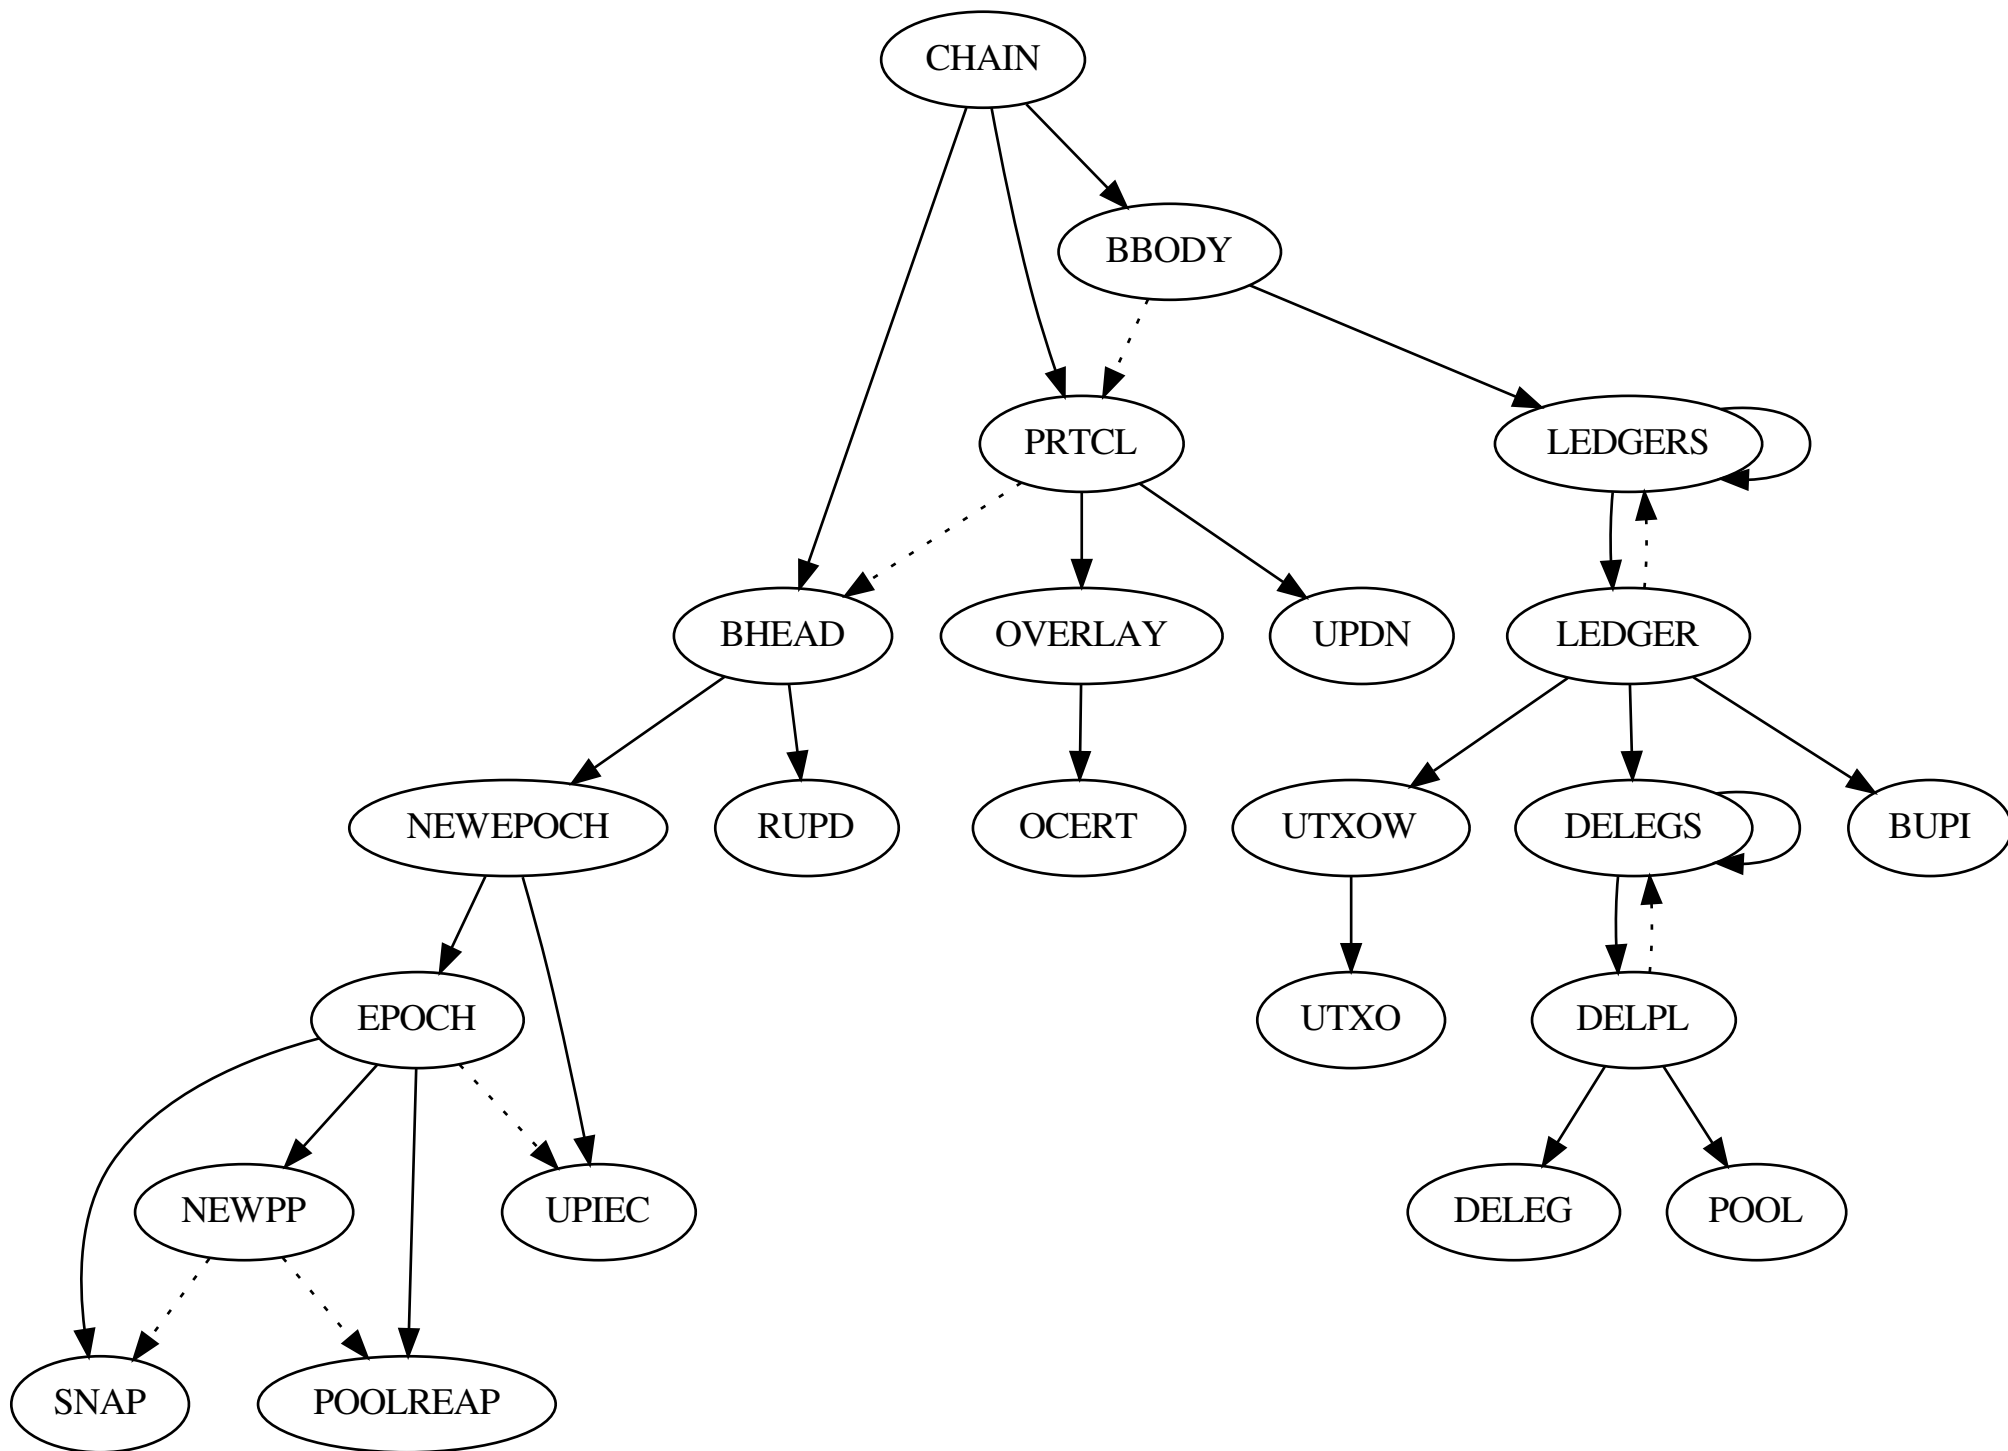 CHAIN
BBODY
PRTCL
LEDGERS
BHEAD
OVERLAY
UPDN
LEDGER
NEWEPOCH
RUPD
OCERT
UTXOW
DELEGS
BUPI
EPOCH
UTXO
DELPL
NEWPP
UPIEC
DELEG
POOL
SNAP
POOLREAP